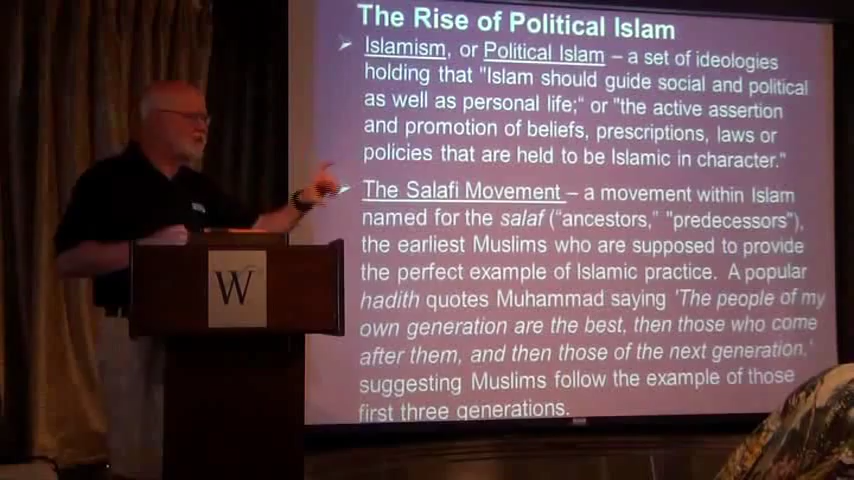 The Rise of Political Islam
Islamism, or Political Islam – a set of ideologies
holding that "Islam should guide social and political
as well as personal life;" or "the active assertion
and promotion of beliefs, prescriptions, laws or
policies that are held to be Islamic in character."
The Salafi Movement – a movement within Islam
named for the salaf ("ancestors," "predecessors"),
the earliest Muslims who are supposed to provide
the perfect example of Islamic practice. A popular
hadith quotes Muhammad saying 'The people of my
own generation are the best, then those who come
after them, and then those of the next generation,'
suggesting Muslims follow the example of those
first three generations.
W